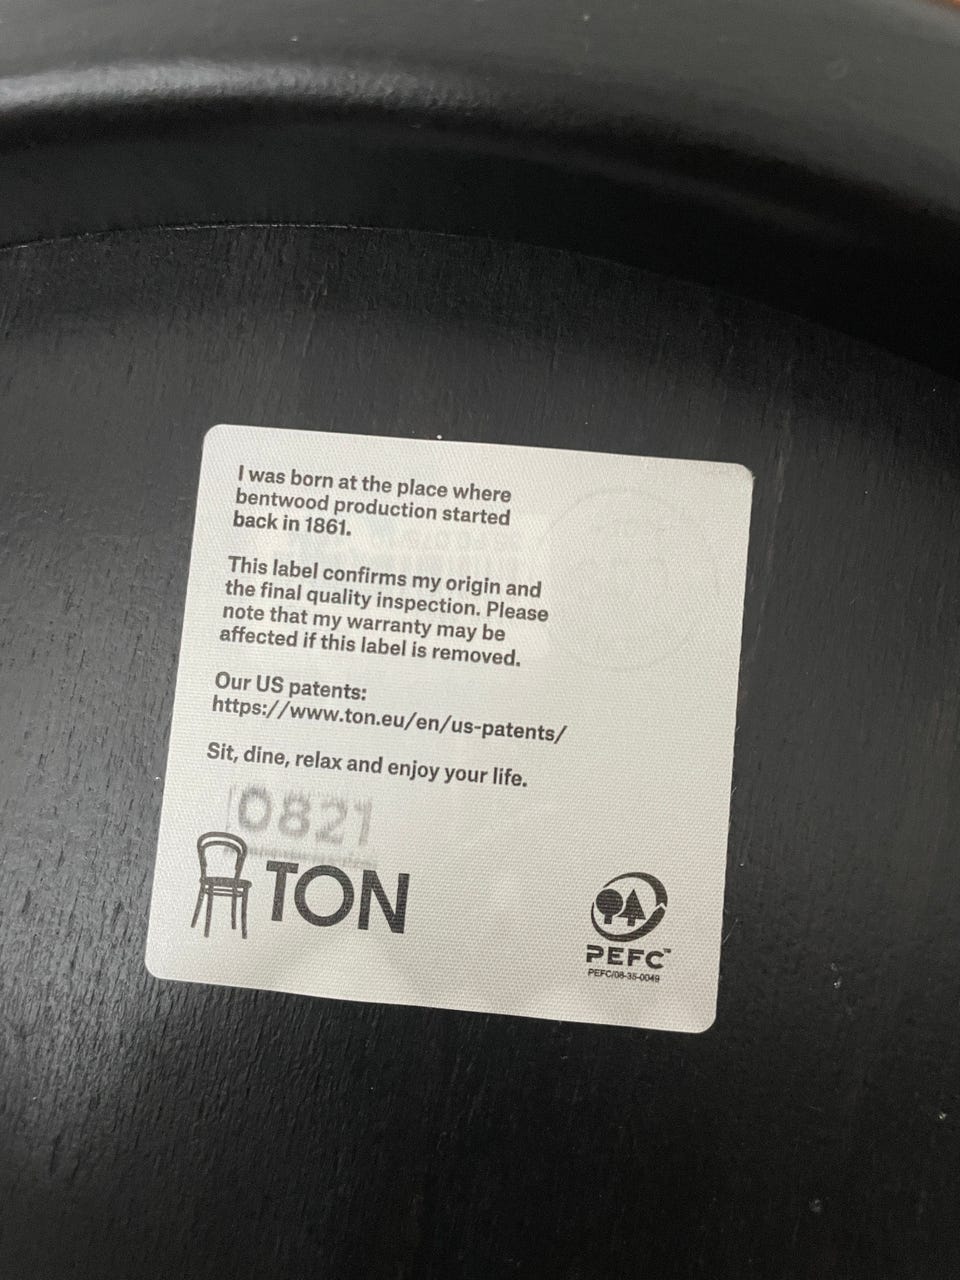 I was born at the place where
bentwood production started
back in 1861.
This label confirms my origin and
the final quality inspection. Please
note that my warranty may be
affected if this label is removed.
Our US patents:
https://www.ton.eu/en/us-patents/
Sit, dine, relax and enjoy your life.
0821
TON
PEFC™
PEFC/08-35-0049